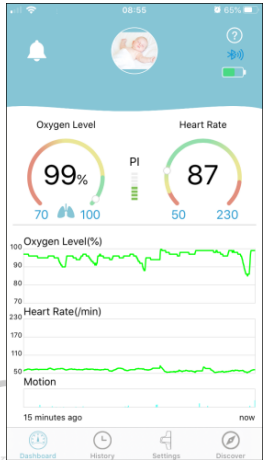 08:55
65%
?
Oxygen Level
Heart Rate
99%
PI
87
70 100
50 230
Oxygen Level(%)
100
90
80
70
Heart Rate(/min)
230
170
110
50
Motion
15 minutes ago now
Dashboard History Settings Discover